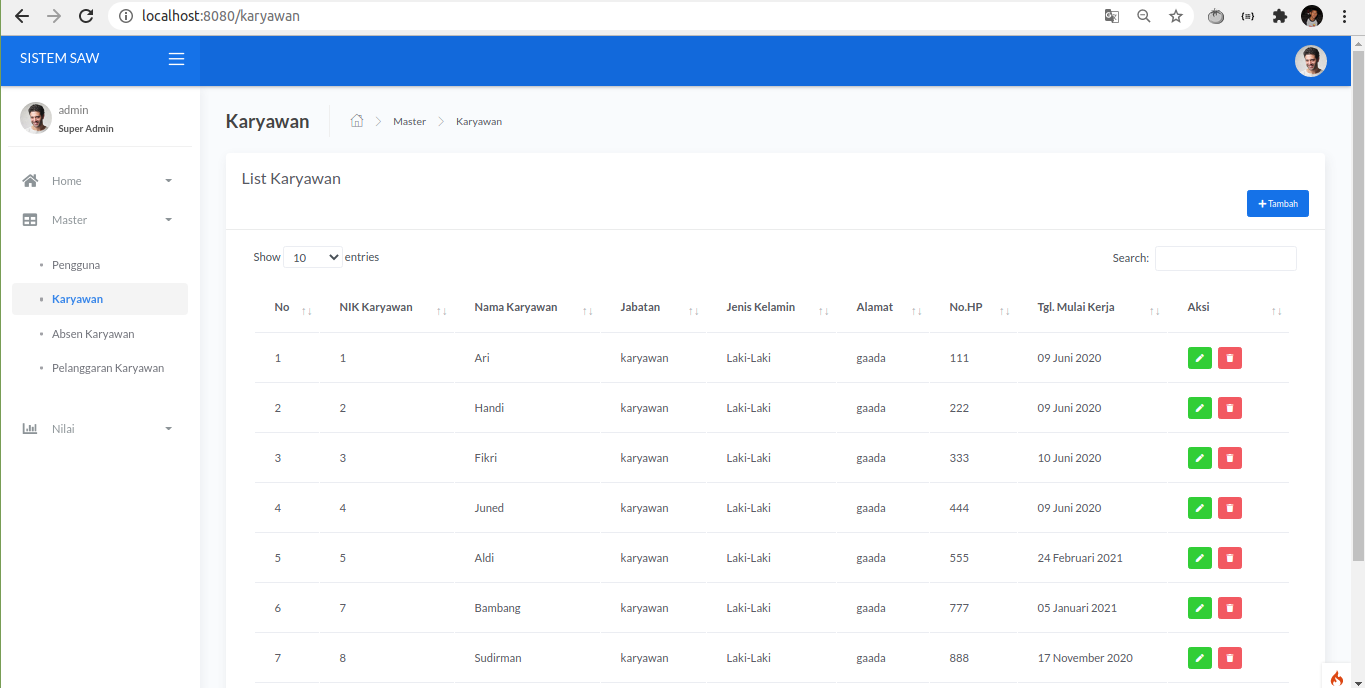 localhost:8080/karyawan
SISTEM SAW
admin
Super Admin
Home
Master
Pengguna
Karyawan
Absen Karyawan
Pelanggaran Karyawan
Nilai
Karyawan Master Karyawan
List Karyawan
+ Tambah
Show 10 entries Search:
No NIK Karyawan Nama Karyawan Jabatan Jenis Kelamin Alamat No.HP Tgl. Mulai Kerja Aksi
1 1 Ari karyawan Laki-Laki gaada 111 09 Juni 2020
2 2 Handi karyawan Laki-Laki gaada 222 09 Juni 2020
3 3 Fikri karyawan Laki-Laki gaada 333 10 Juni 2020
4 4 Juned karyawan Laki-Laki gaada 444 09 Juni 2020
5 5 Aldi karyawan Laki-Laki gaada 555 24 Februari 2021
6 7 Bambang karyawan Laki-Laki gaada 777 05 Januari 2021
7 8 Sudirman karyawan Laki-Laki gaada 888 17 November 2020